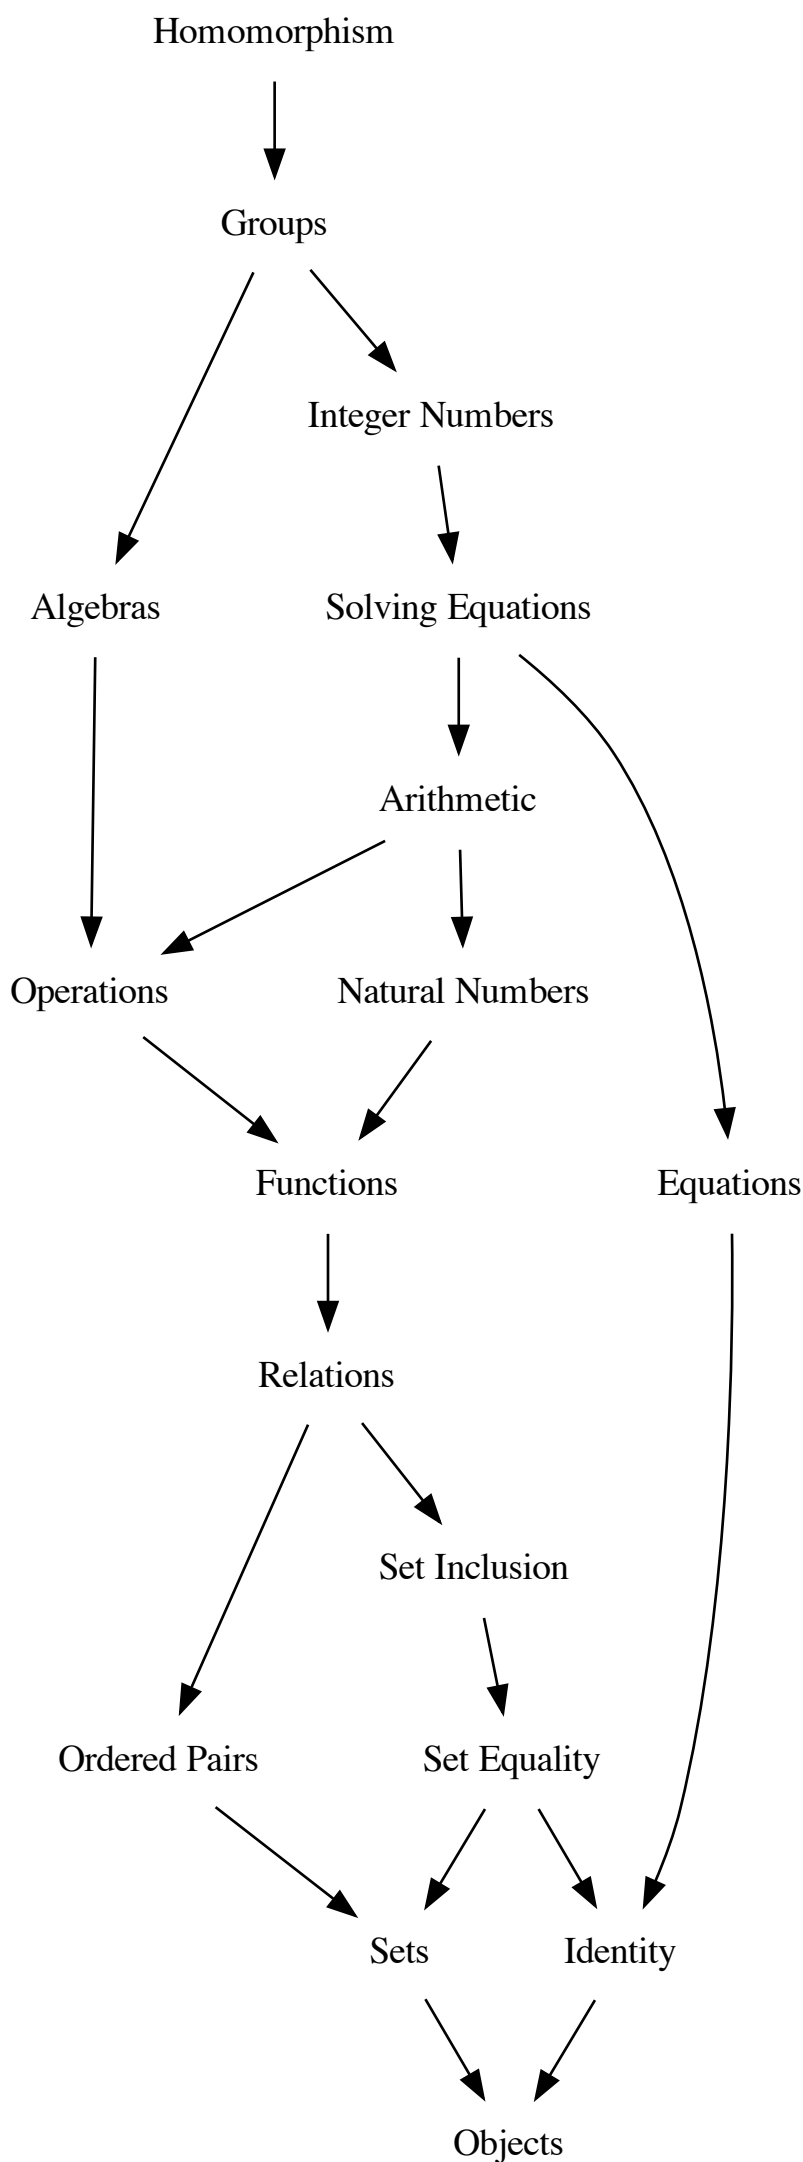 Homomorphism
Groups
Integer Numbers
Algebras
Solving Equations
Arithmetic
Operations
Natural Numbers
Functions
Equations
Relations
Set Inclusion
Ordered Pairs
Set Equality
Sets
Identity
Objects